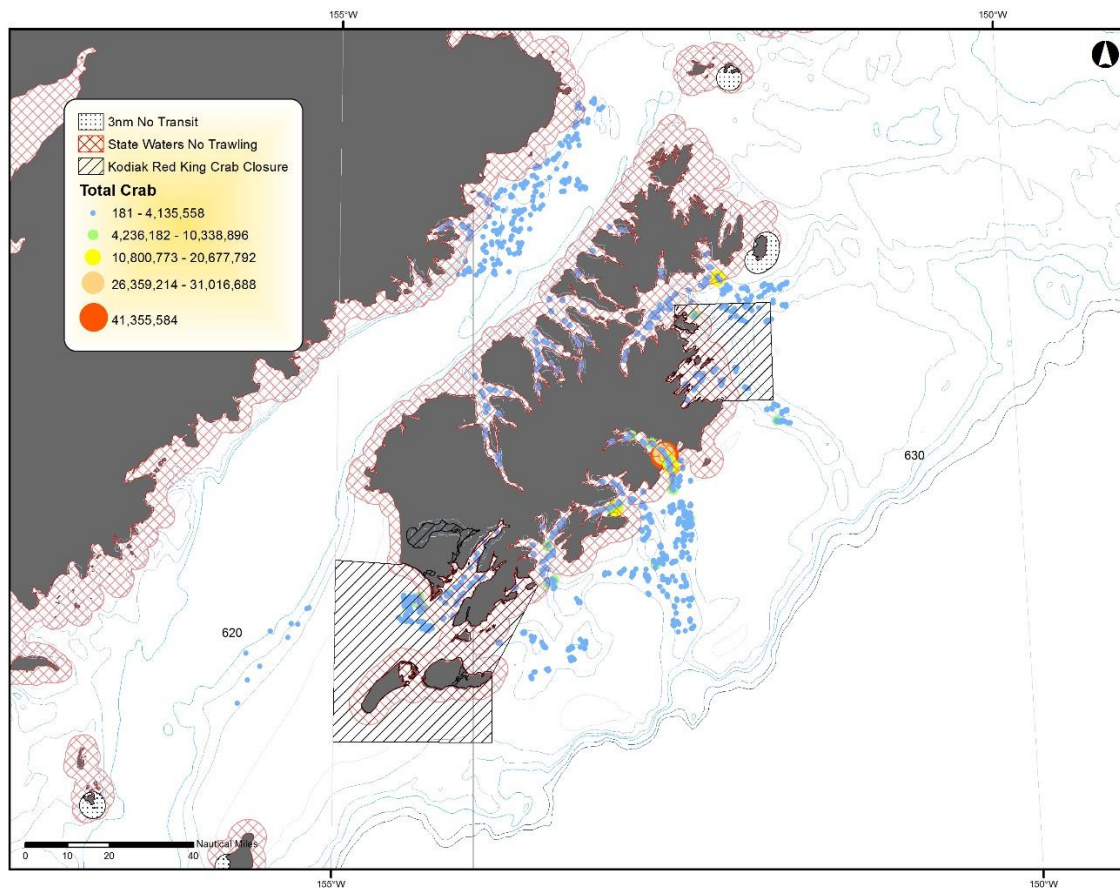 155°W
150°W
3nm No Transit
State Waters No Trawling
Kodiak Red King Crab Closure
Total Crab
181 - 4,135,558
4,236,182 - 10,338,896
10,800,773 - 20,677,792
26,359,214 - 31,016,688
41,355,584
630
620
Nautical Miles
0 10 20 40
155°W
150°W